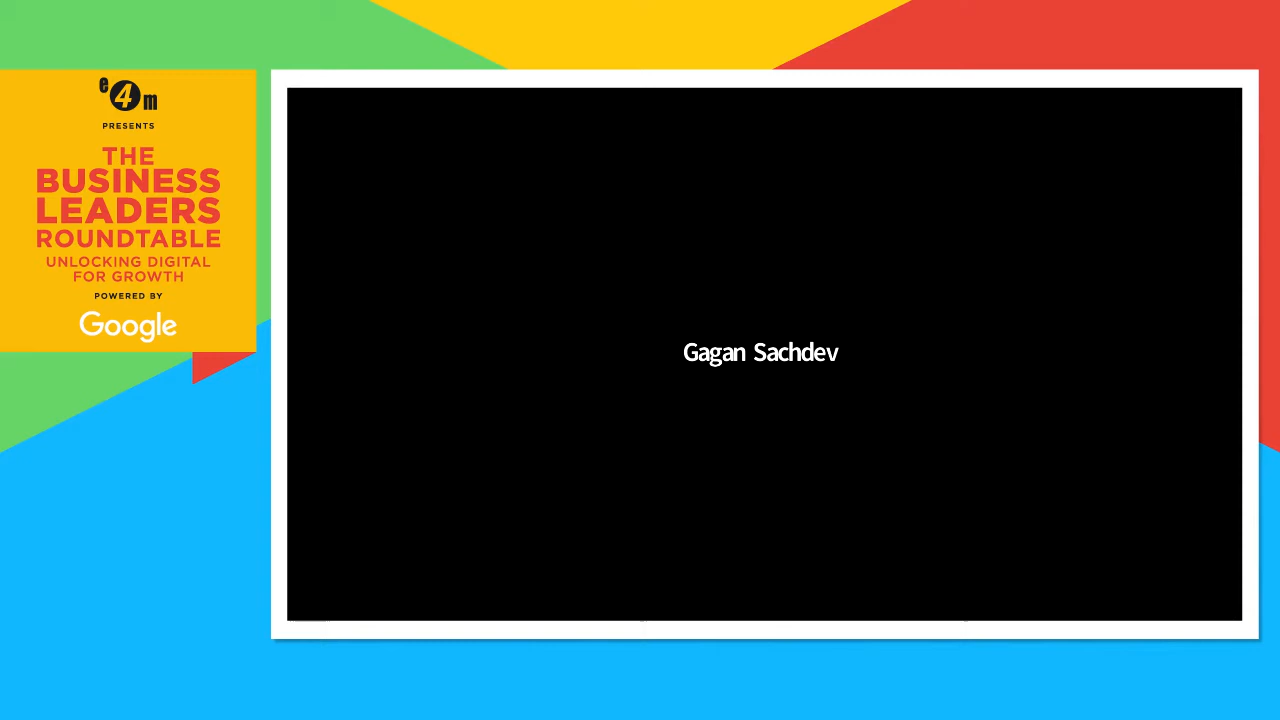 e4m
PRESENTS
THE
BUSINESS
LEADERS
ROUNDTABLE
UNLOCKING DIGITAL
FOR GROWTH
POWERED BY
Google
Gagan Sachdev